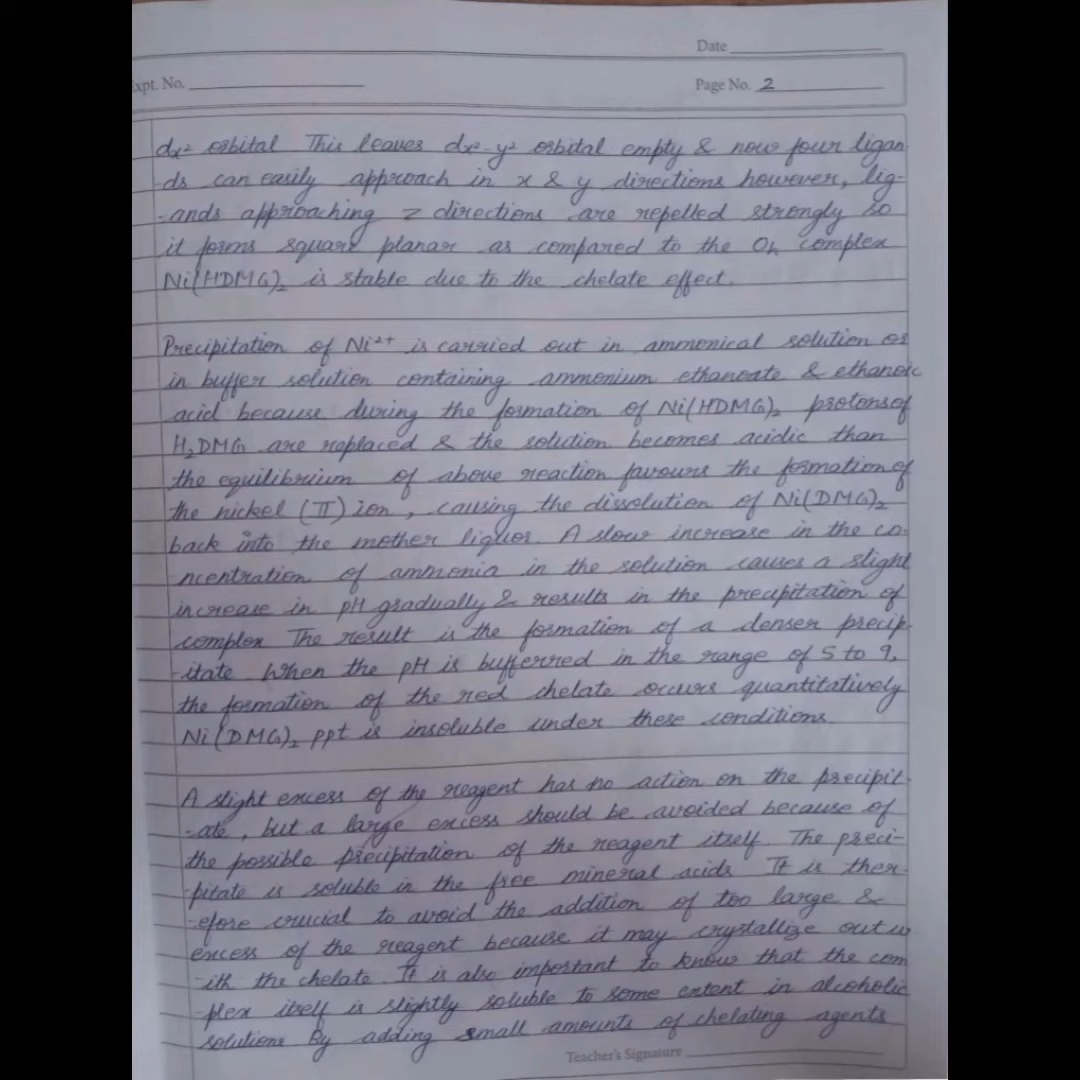 Date
Expt. No.
Page No. 2
dx² orbital This leaves dx²-y² orbital empty & now four ligan
-ds can easily approach in x & y directions however, lig-
-ands approaching z directions are repelled strongly so
it forms square planar as compared to the Oh complex
Ni(HDMG)₂ is stable due to the chelate effect.
Precipitation of Ni²⁺ is carried out in ammonical solution or
in buffer solution containing ammonium ethanoate & ethanoic
acid because during the formation of Ni(HDMG)₂ protons of
H₂DMG are replaced & the solution becomes acidic than
the equilibrium of above reaction favours the formation of
the nickel (II) ion, causing the dissolution of Ni(DMG)₂
back into the mother liquor. A slow increase in the co-
ncentration of ammonia in the solution causes a slight
increase in pH gradually & results in the precipitation of
complex The result is the formation of a denser precip
-itate When the pH is bufferred in the range of 5 to 9,
the formation of the red chelate occurs quantitatively
Ni(DMG)₂ ppt is insoluble under these conditions.
A slight excess of the reagent has no action on the precipit-
-ate, but a large excess should be avoided because of
the possible precipitation of the reagent itself. The preci-
-pitate is soluble in the free mineral acids It is ther-
-efore crucial to avoid the addition of too large &
excess of the reagent because it may crystallize out w
-ith the chelate. It is also important to know that the com
-plex itself is slightly soluble to some extent in alcoholic
solutions By adding small amounts of chelating agents
Teacher's Signature